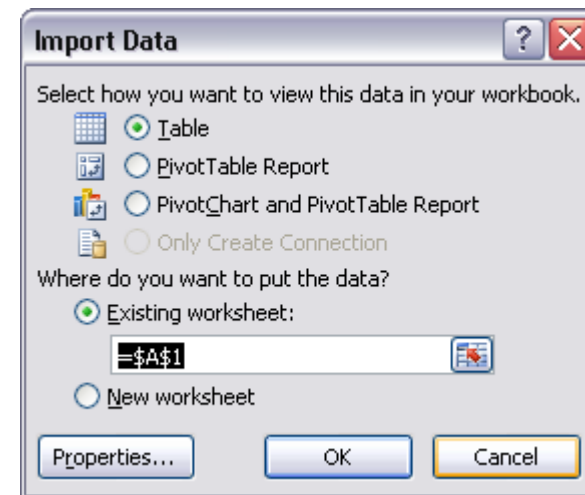 Import Data
?
Select how you want to view this data in your workbook.
Table
PivotTable Report
PivotChart and PivotTable Report
Only Create Connection
Where do you want to put the data?
Existing worksheet:
=$A$1
New worksheet
Properties... OK Cancel